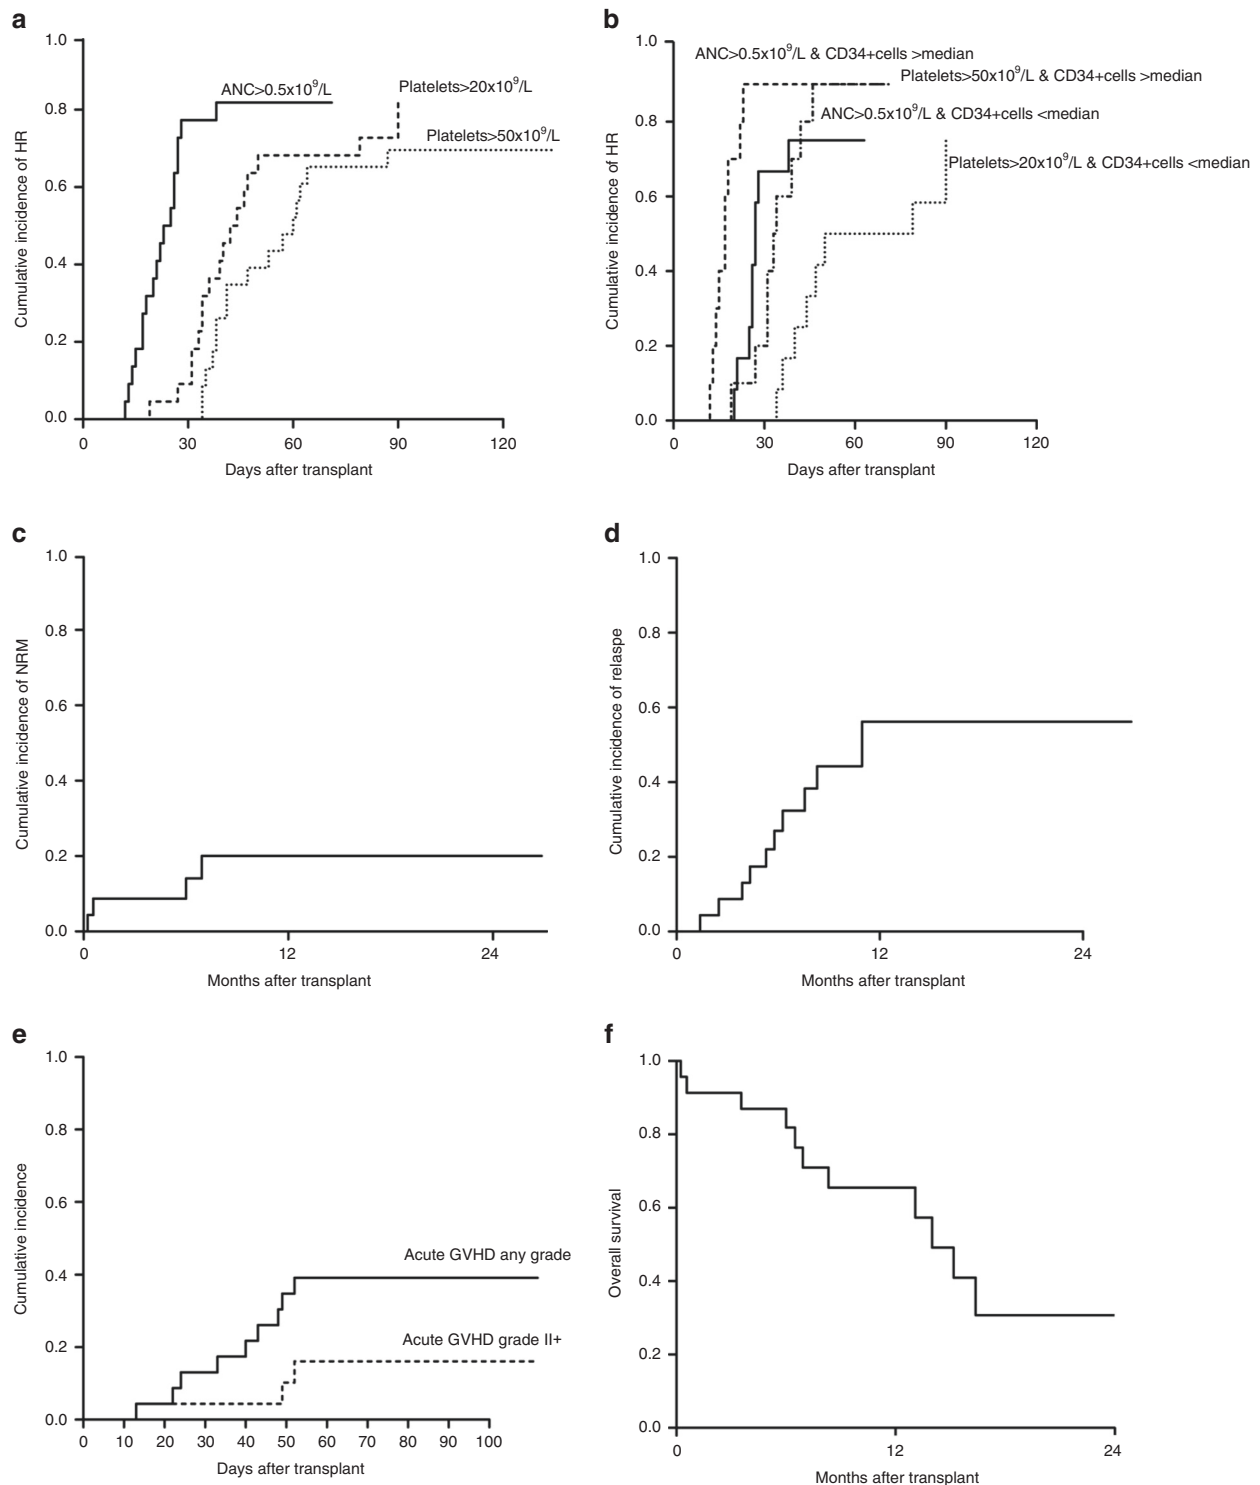 a
1.0
0.8
0.6
0.4
0.2
0.0
Cumulative incidence of HR
ANC>0.5x10⁹/L
Platelets>20x10⁹/L
Platelets>50x10⁹/L
0 30 60 90 120
Days after transplant
b
1.0
0.8
0.6
0.4
0.2
0.0
Cumulative incidence of HR
ANC>0.5x10⁹/L & CD34+cells >median
Platelets>50x10⁹/L & CD34+cells >median
ANC>0.5x10⁹/L & CD34+cells <median
Platelets>20x10⁹/L & CD34+cells <median
0 30 60 90 120
Days after transplant
c
1.0
0.8
0.6
0.4
0.2
0.0
Cumulative incidence of NRM
0 12 24
Months after transplant
d
1.0
0.8
0.6
0.4
0.2
0.0
Cumulative incidence of relaspe
0 12 24
Months after transplant
e
1.0
0.8
0.6
0.4
0.2
0.0
Cumulative incidence
Acute GVHD any grade
Acute GVHD grade II+
0 10 20 30 40 50 60 70 80 90 100
Days after transplant
f
1.0
0.8
0.6
0.4
0.2
0.0
Overall survival
0 12 24
Months after transplant